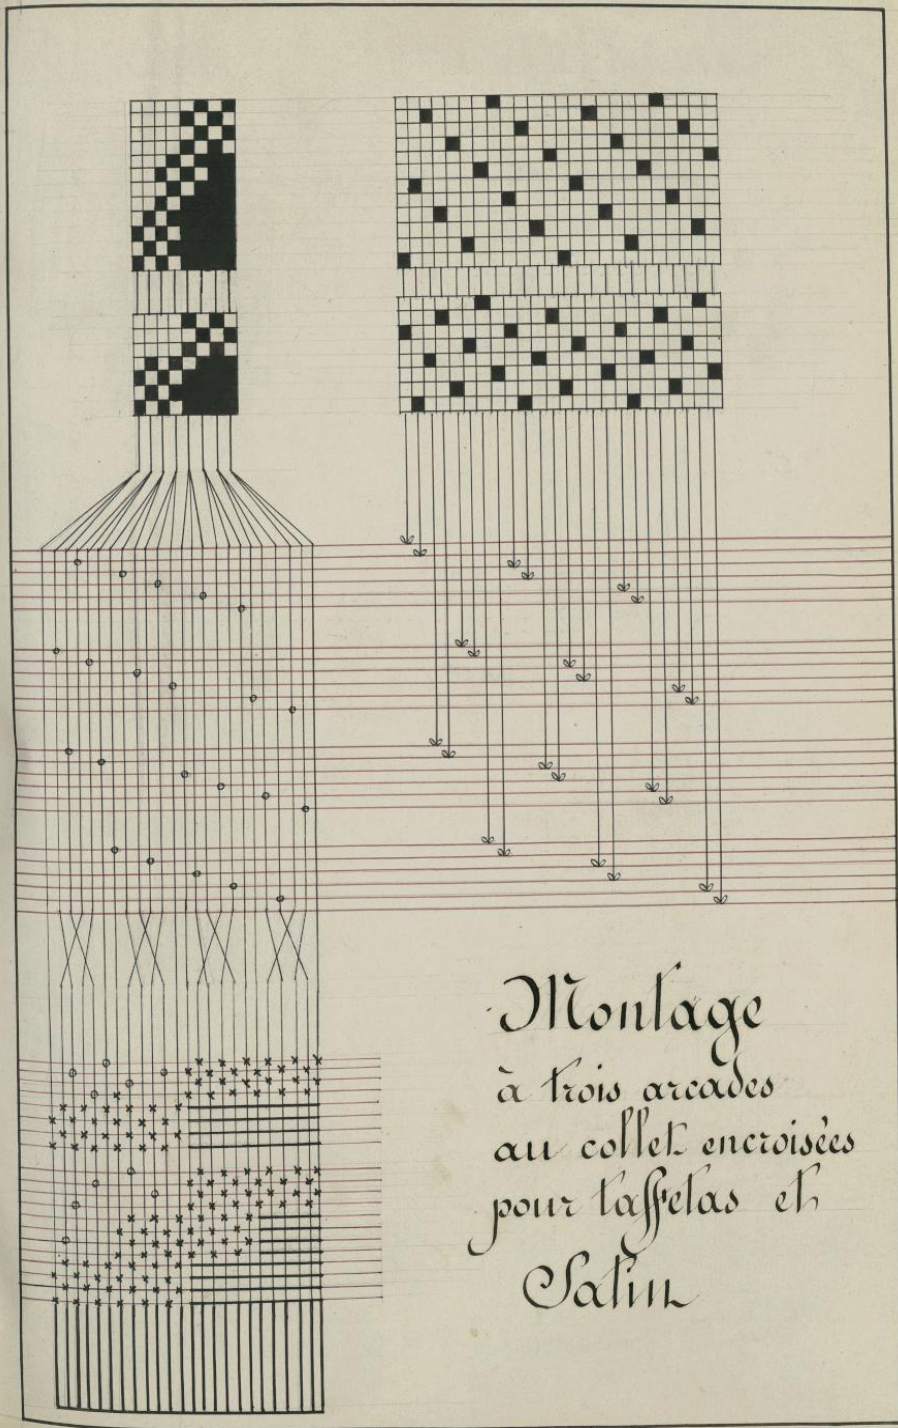 Montage
à trois arcades
au collet encroisées
pour taffetas et
Satin